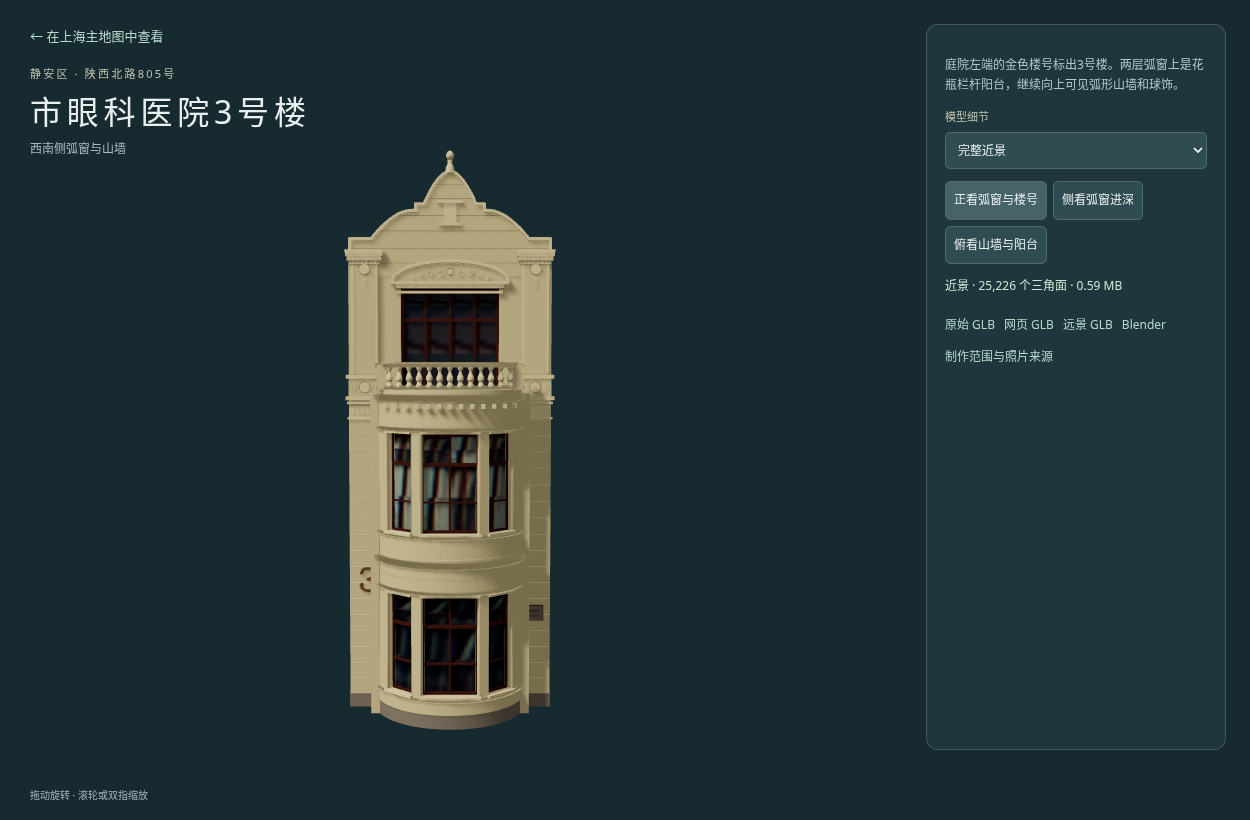 ← 在上海主地图中查看
静安区 · 陕西北路805号
市眼科医院3号楼
西南侧弧窗与山墙
3
拖动旋转 · 滚轮或双指缩放
庭院左端的金色楼号标出3号楼。两层弧窗上是花
瓶栏杆阳台，继续向上可见弧形山墙和球饰。
模型细节
完整近景
正看弧窗与楼号
侧看弧窗进深
俯看山墙与阳台
近景 · 25,226 个三角面 · 0.59 MB
原始 GLB 网页 GLB 远景 GLB Blender
制作范围与照片来源